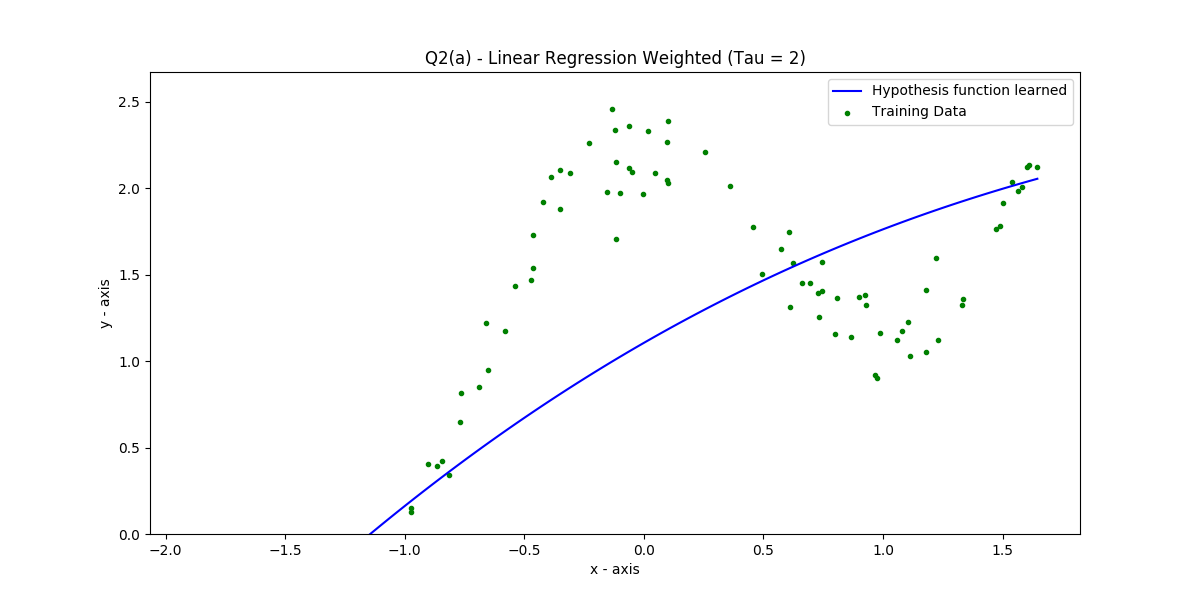 Q2(a) - Linear Regression Weighted (Tau = 2)
Hypothesis function learned
Training Data
y - axis
2.5
2.0
1.5
1.0
0.5
0.0
−2.0 −1.5 −1.0 −0.5 0.0 0.5 1.0 1.5
x - axis